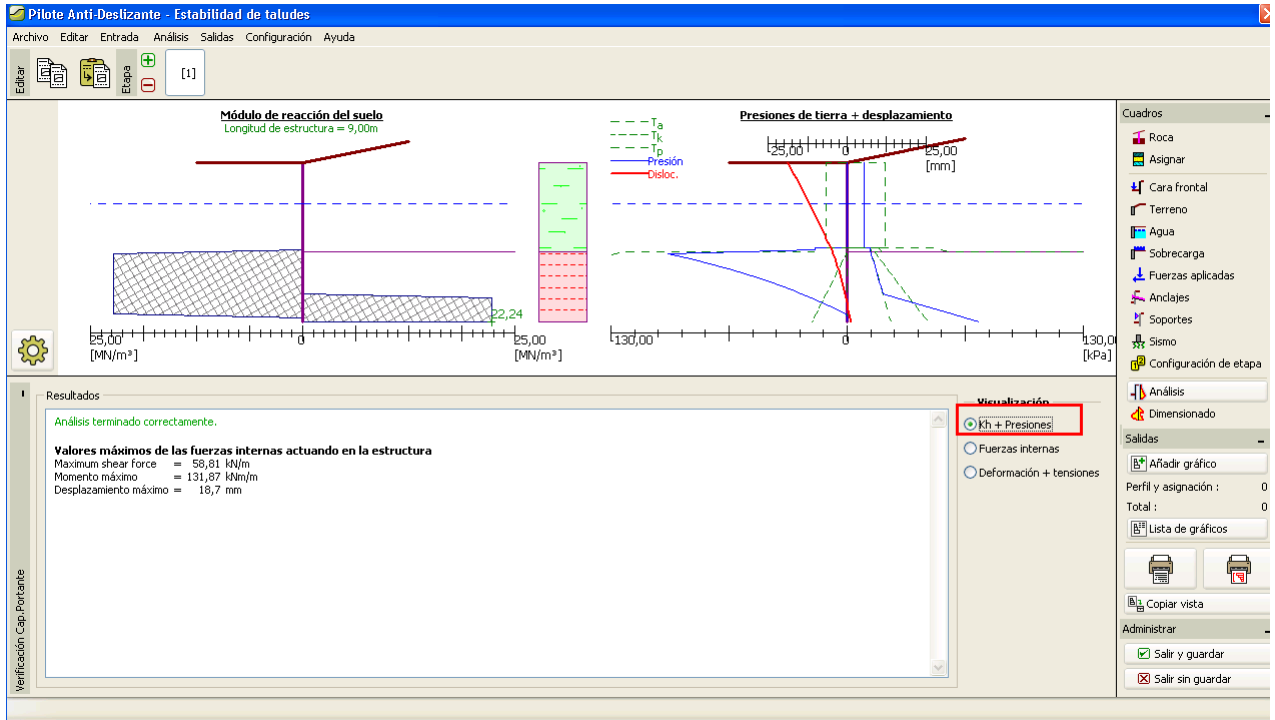 Pilote Anti-Deslizante - Estabilidad de taludes
Archivo Editar Entrada Análisis Salidas Configuración Ayuda
Editar
Etapa
[1]
Módulo de reacción del suelo
Longitud de estructura = 9,00m
22,24
25,00 0 25,00
[MN/m³] [MN/m³]
Presiones de tierra + desplazamiento
Ta
Tk
Tp
Presión
Disloc.
-25,00 0 25,00
[mm]
-130,00 0 130,0
[kPa]
Cuadros
Roca
Asignar
Cara frontal
Terreno
Agua
Sobrecarga
Fuerzas aplicadas
Anclajes
Soportes
Sismo
Configuración de etapa
Análisis
Dimensionado
Salidas
Añadir gráfico
Perfil y asignación : 0
Total : 0
Lista de gráficos
Copiar vista
Administrar
Salir y guardar
Salir sin guardar
Verificación Cap.Portante
Resultados
Análisis terminado correctamente.
Valores máximos de las fuerzas internas actuando en la estructura
Maximum shear force = 58,81 kN/m
Momento máximo = 131,87 kNm/m
Desplazamiento máximo = 18,7 mm
Visualización
Kh + Presiones
Fuerzas internas
Deformación + tensiones